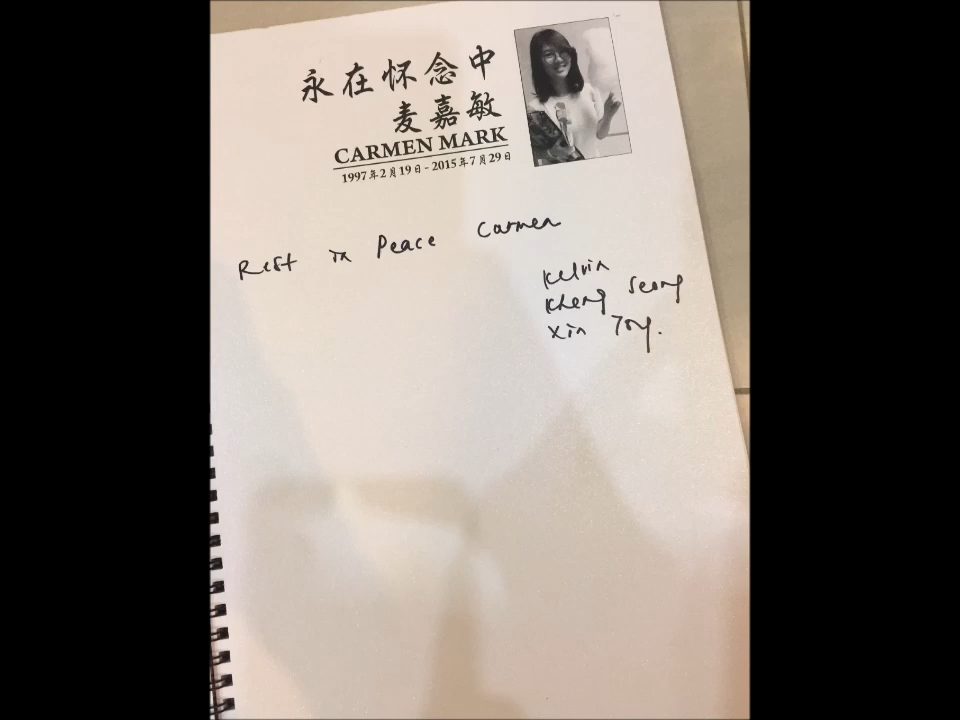 永在怀念中
麦嘉敏
CARMEN MARK
1997年2月19日 - 2015年7月29日
Rest in Peace Carmen
Kelvin
Kheng Seong
Xin Tong.